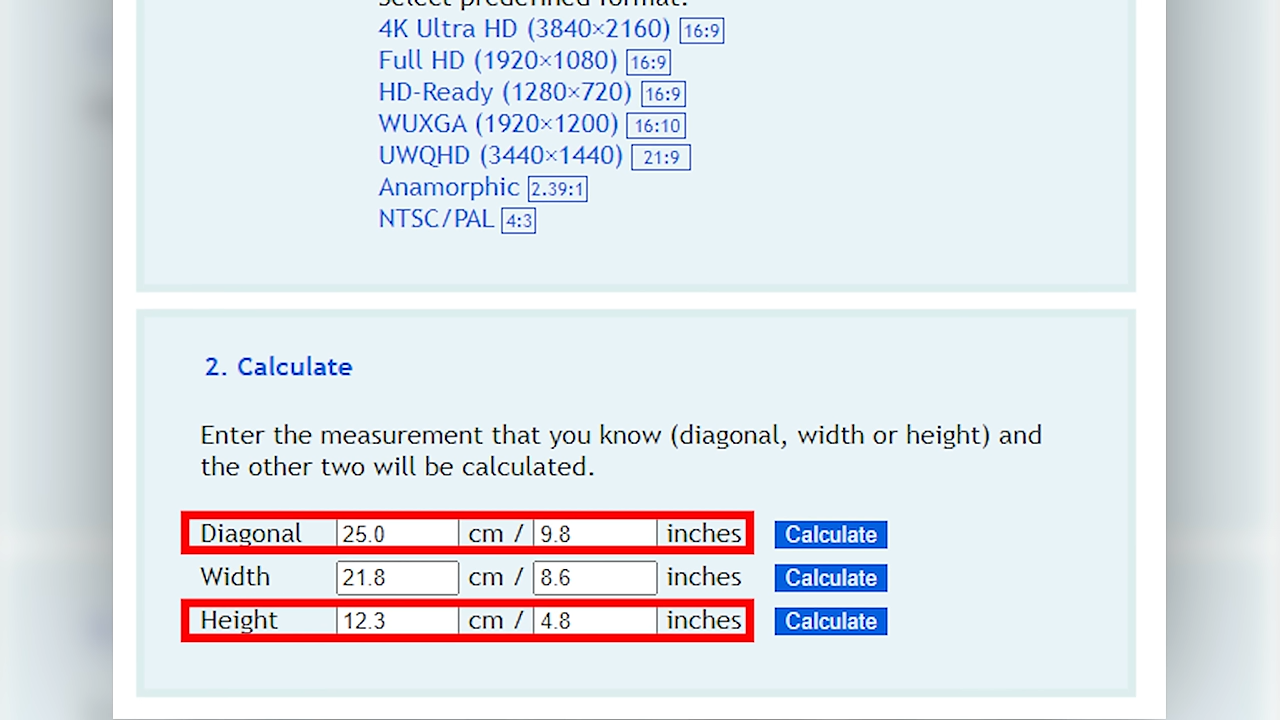 Select predefined format:
4K Ultra HD (3840×2160) 16:9
Full HD (1920×1080) 16:9
HD-Ready (1280×720) 16:9
WUXGA (1920×1200) 16:10
UWQHD (3440×1440) 21:9
Anamorphic 2.39:1
NTSC/PAL 4:3
2. Calculate
Enter the measurement that you know (diagonal, width or height) and
the other two will be calculated.
Diagonal 25.0 cm / 9.8 inches Calculate
Width 21.8 cm / 8.6 inches Calculate
Height 12.3 cm / 4.8 inches Calculate